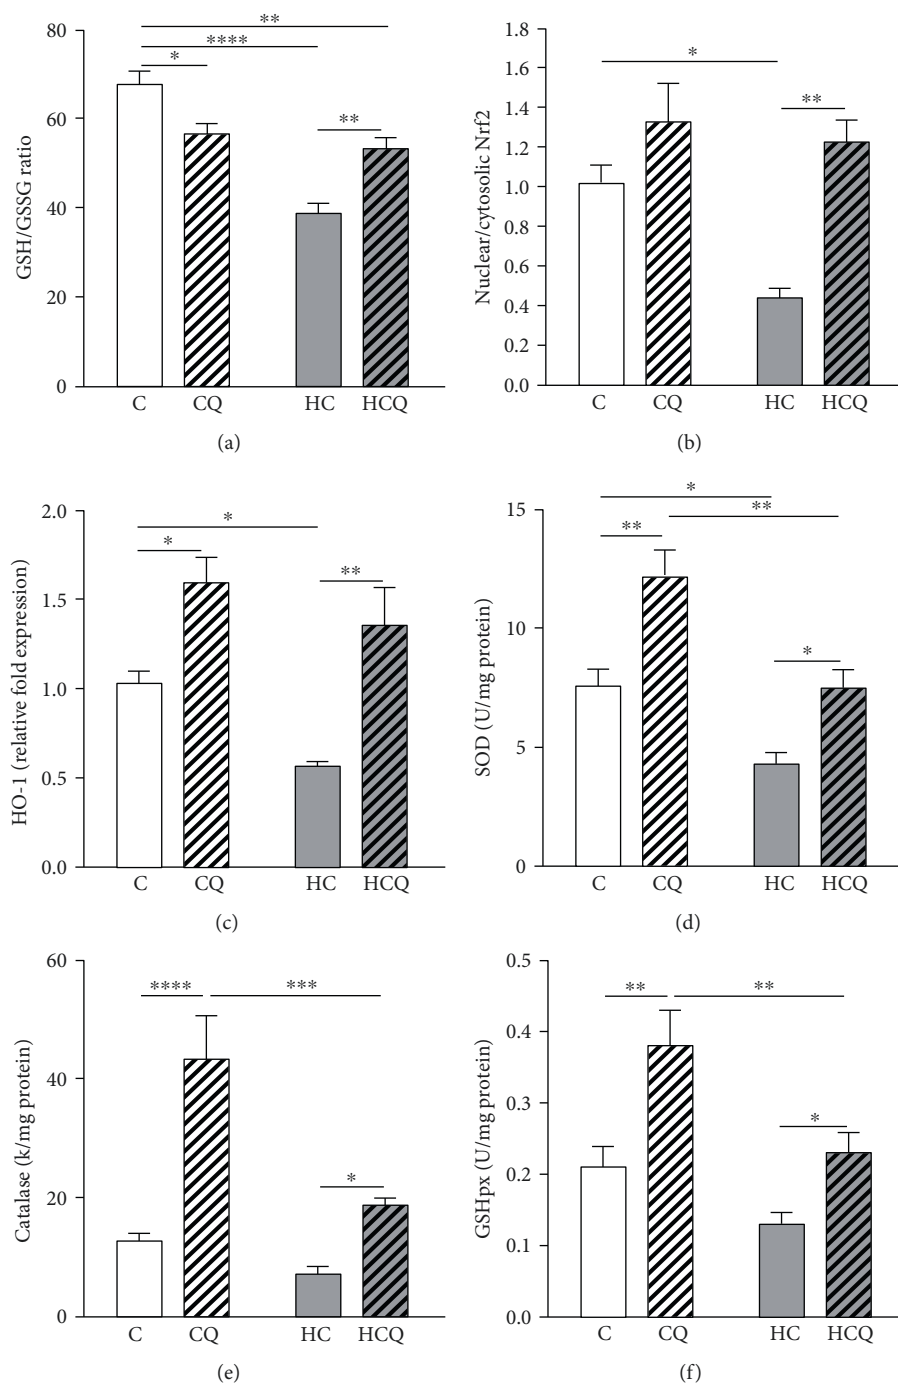 80
60
40
20
0
GSH/GSSG ratio
**
****
*
**
C
CQ
HC
HCQ
(a)
1.8
1.6
1.4
1.2
1.0
0.8
0.6
0.4
0.2
0.0
Nuclear/cytosolic Nrf2
*
**
C
CQ
HC
HCQ
(b)
2.0
1.5
1.0
0.5
0.0
HO-1 (relative fold expression)
*
*
**
C
CQ
HC
HCQ
(c)
15
10
5
0
SOD (U/mg protein)
*
**
**
*
C
CQ
HC
HCQ
(d)
60
40
20
0
Catalase (k/mg protein)
****
***
*
C
CQ
HC
HCQ
(e)
0.5
0.4
0.3
0.2
0.1
0.0
GSHpx (U/mg protein)
**
**
*
C
CQ
HC
HCQ
(f)